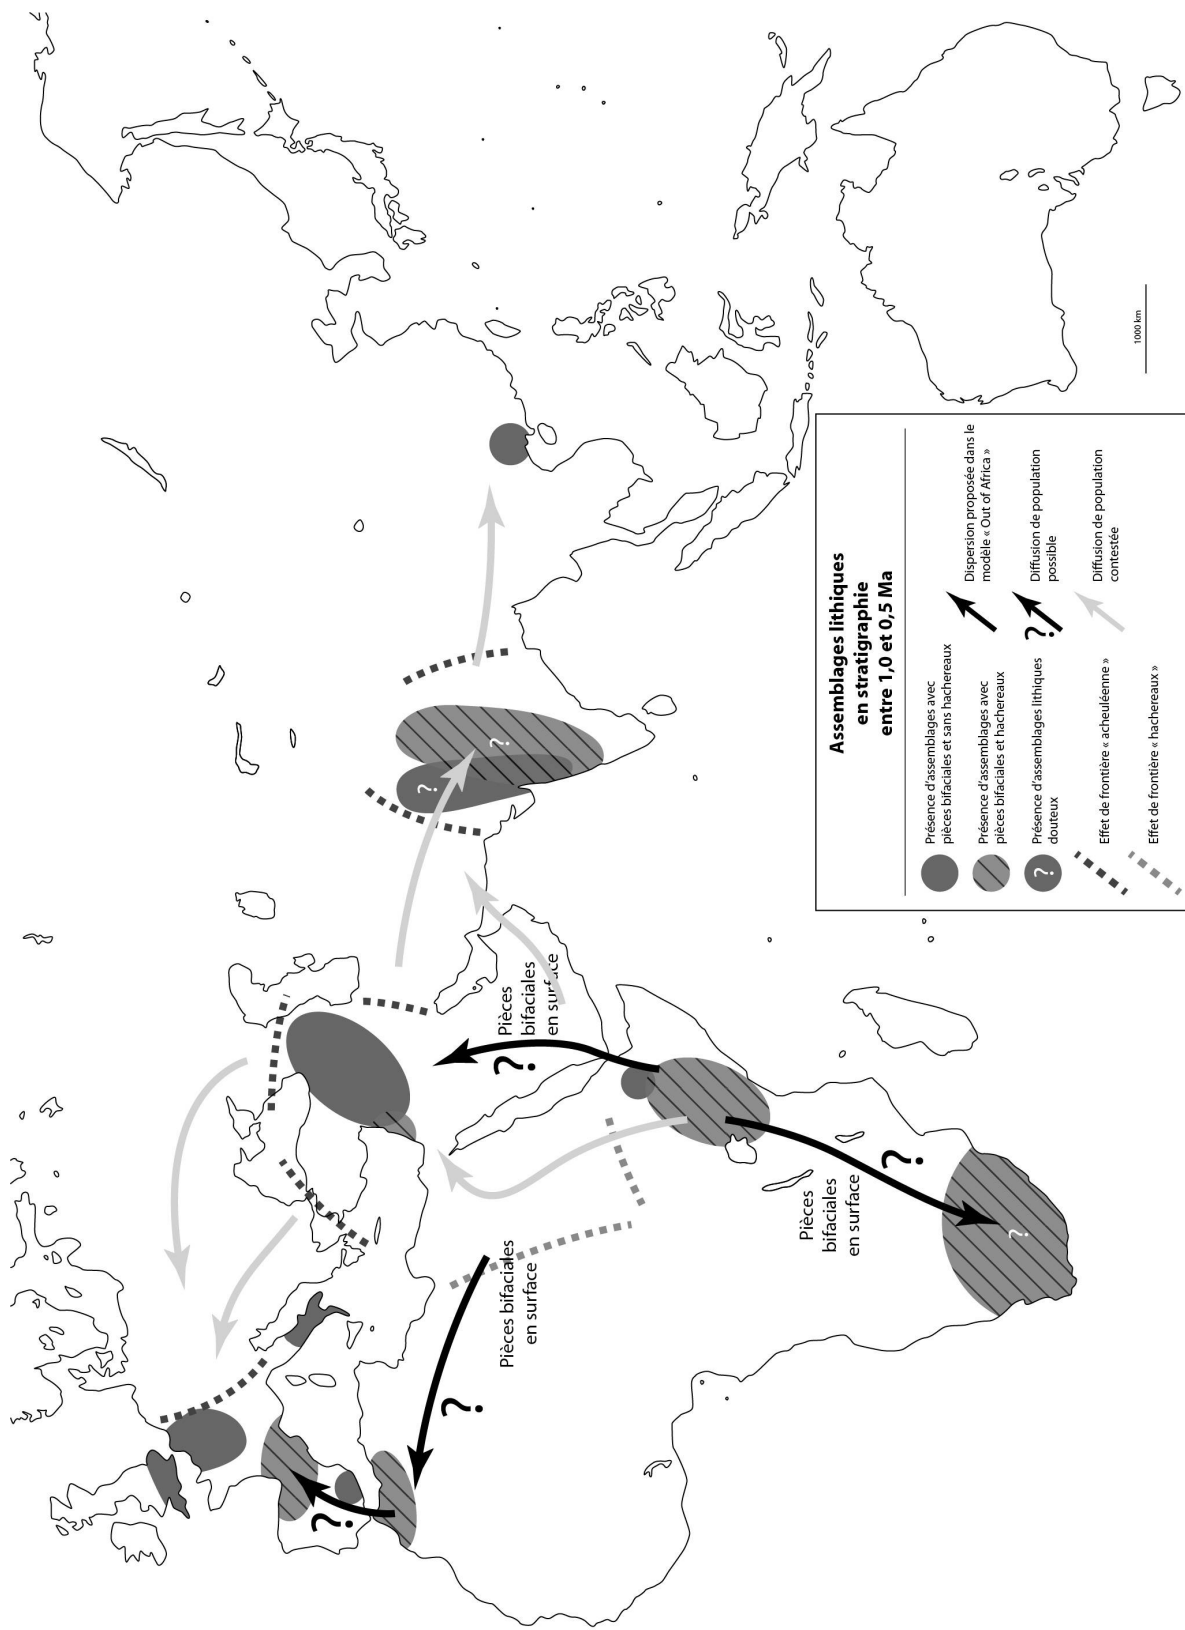 Pièces
bifaciales
en surface
Pièces bifaciales
en surface
Pièces
bifaciales
en surface
?
?
?
?
?
?
?
Assemblages lithiques
en stratigraphie
entre 1,0 et 0,5 Ma
Présence d'assemblages avec
pièces bifaciales et sans hachereaux
Présence d'assemblages avec
pièces bifaciales et hachereaux
?
Présence d'assemblages lithiques
douteux
Effet de frontière « acheuléenne »
Effet de frontière « hachereaux »
Dispersion proposée dans le
modèle « Out of Africa »
?
Diffusion de population
possible
Diffusion de population
contestée
1000 km